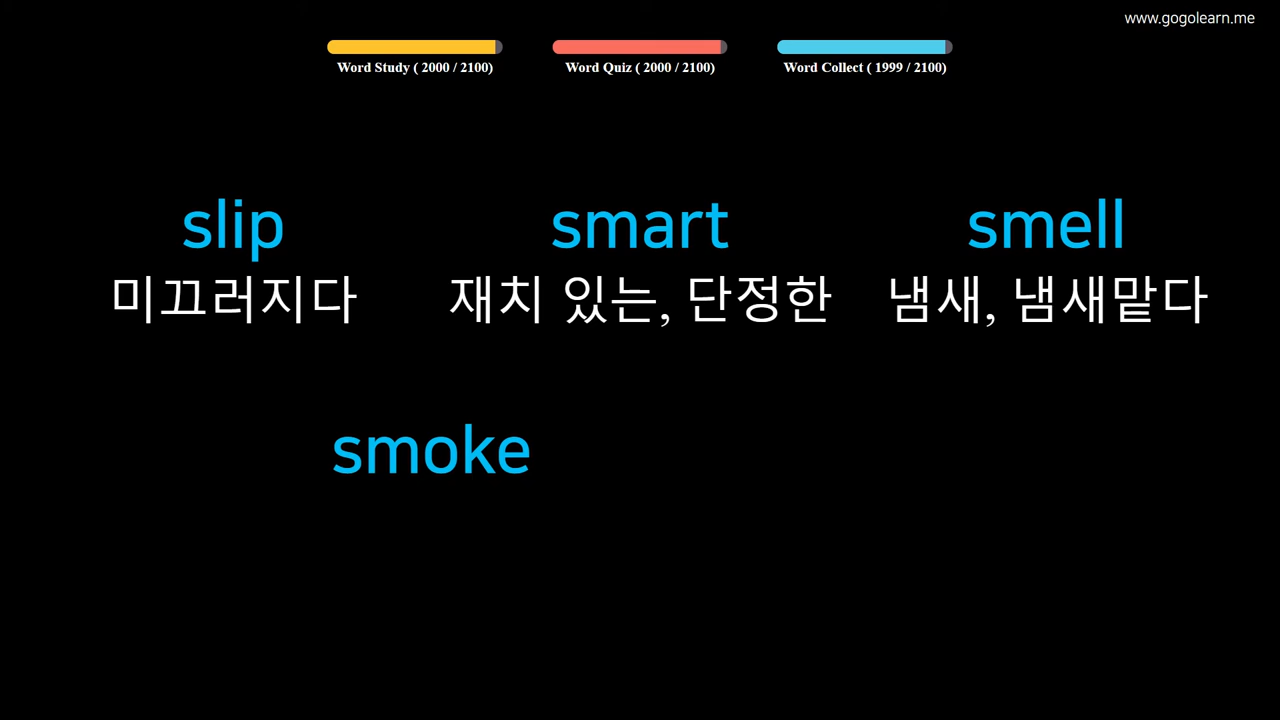 www.gogolearn.me
Word Study ( 2000 / 2100)
Word Quiz ( 2000 / 2100)
Word Collect ( 1999 / 2100)
slip
미끄러지다
smart
재치 있는, 단정한
smell
냄새, 냄새맡다
smoke